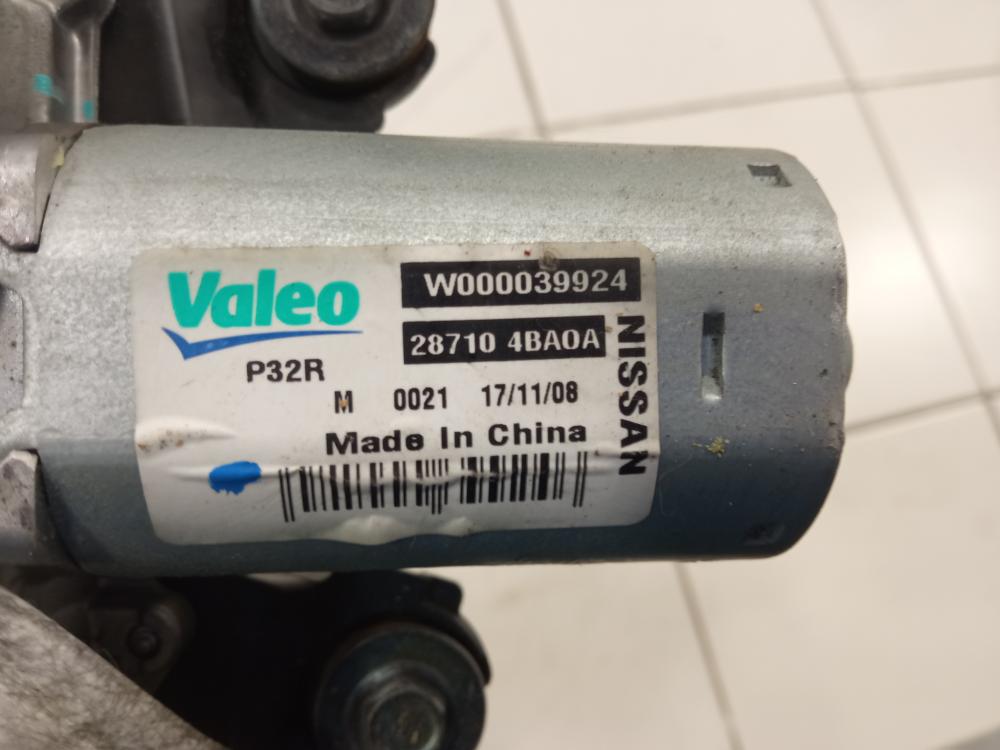 Valeo
W000039924
28710 4BA0A
P32R
M 0021 17/11/08
Made In China
NISSAN